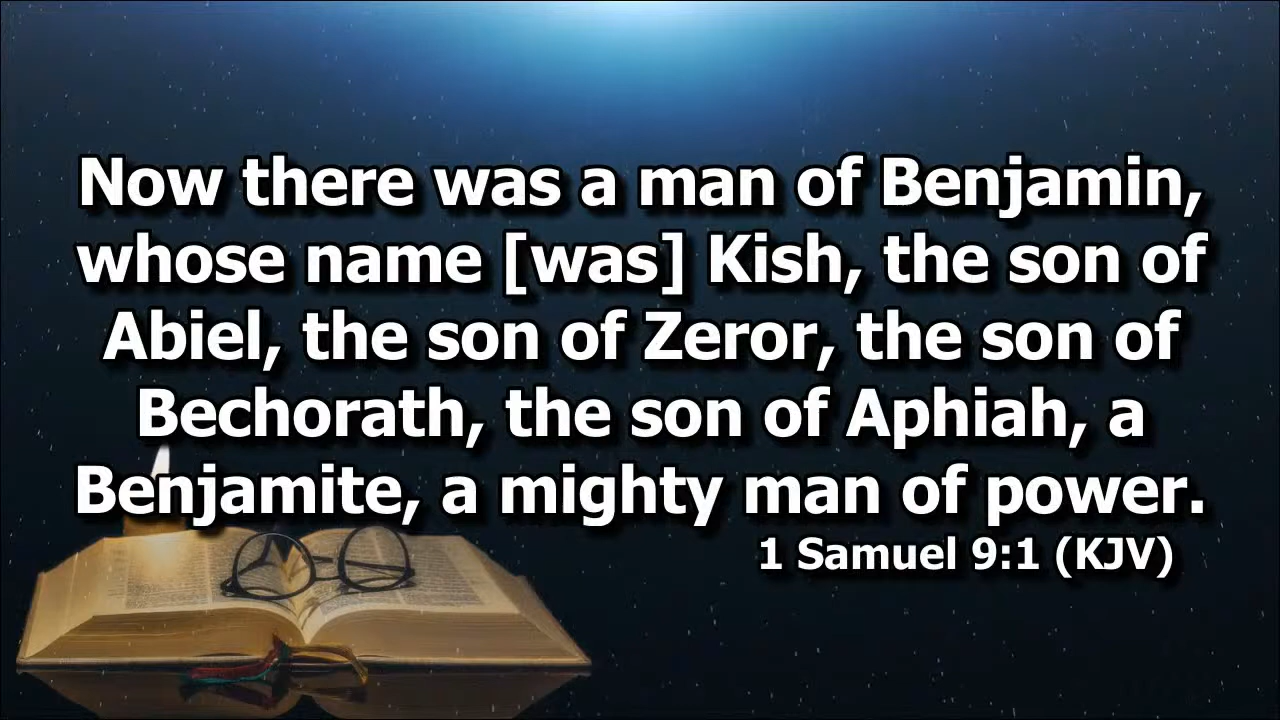 Now there was a man of Benjamin,
whose name [was] Kish, the son of
Abiel, the son of Zeror, the son of
Bechorath, the son of Aphiah, a
Benjamite, a mighty man of power.
1 Samuel 9:1 (KJV)